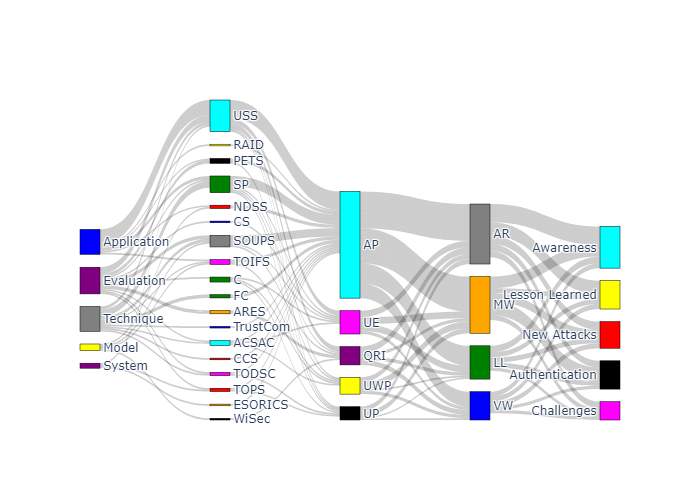 Application
Evaluation
Technique
Model
System
USS
RAID
PETS
SP
NDSS
CS
SOUPS
TOIFS
C
FC
ARES
TrustCom
ACSAC
CCS
TODSC
TOPS
ESORICS
WiSec
AP
UE
QRI
UWP
UP
AR
MW
LL
VW
Awareness
Lesson Learned
New Attacks
Authentication
Challenges